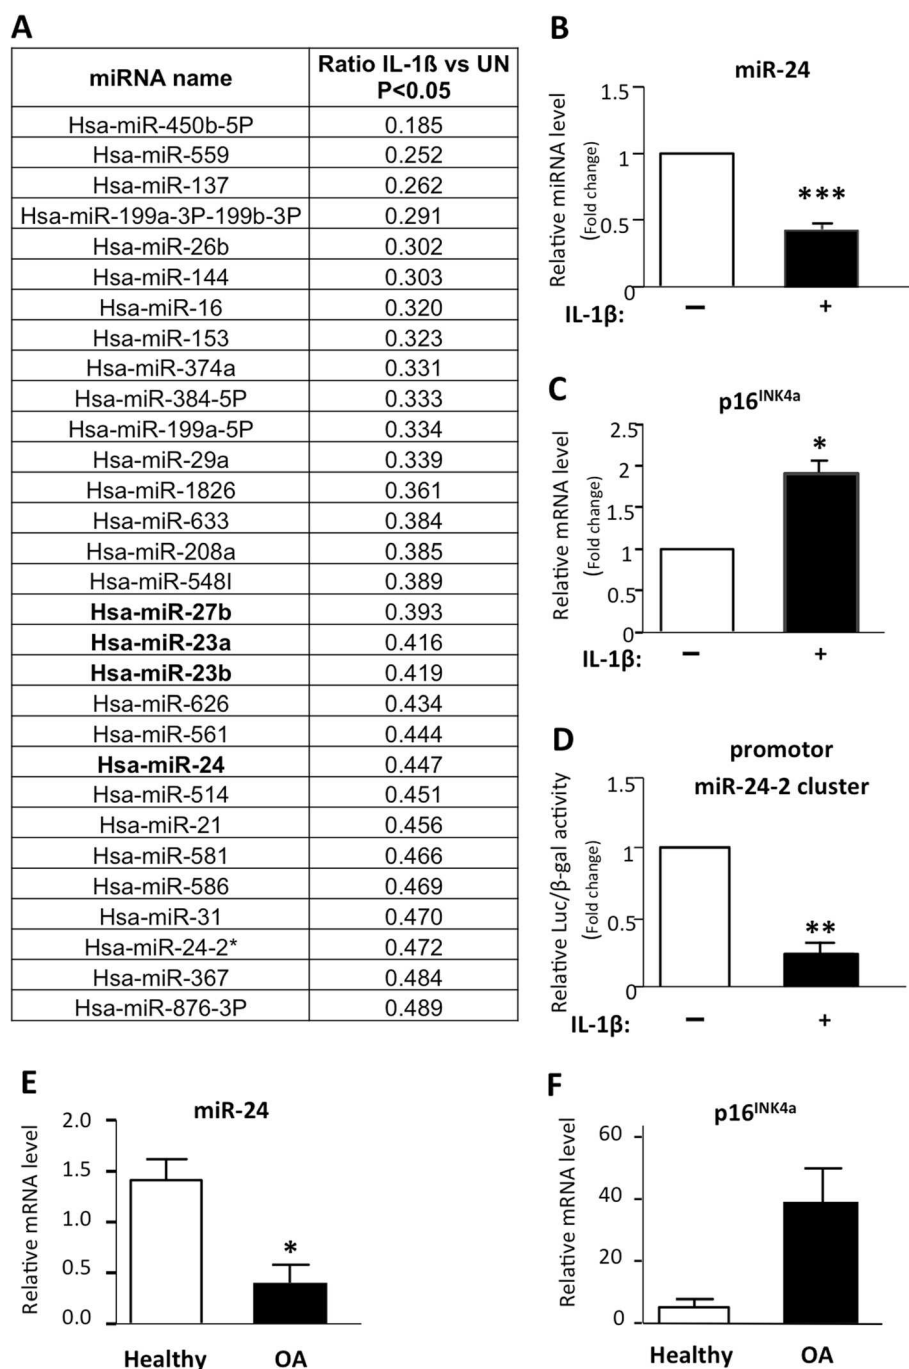 A
miRNA name Ratio IL-1ß vs UN P<0.05
Hsa-miR-450b-5P 0.185
Hsa-miR-559 0.252
Hsa-miR-137 0.262
Hsa-miR-199a-3P-199b-3P 0.291
Hsa-miR-26b 0.302
Hsa-miR-144 0.303
Hsa-miR-16 0.320
Hsa-miR-153 0.323
Hsa-miR-374a 0.331
Hsa-miR-384-5P 0.333
Hsa-miR-199a-5P 0.334
Hsa-miR-29a 0.339
Hsa-miR-1826 0.361
Hsa-miR-633 0.384
Hsa-miR-208a 0.385
Hsa-miR-548l 0.389
Hsa-miR-27b 0.393
Hsa-miR-23a 0.416
Hsa-miR-23b 0.419
Hsa-miR-626 0.434
Hsa-miR-561 0.444
Hsa-miR-24 0.447
Hsa-miR-514 0.451
Hsa-miR-21 0.456
Hsa-miR-581 0.466
Hsa-miR-586 0.469
Hsa-miR-31 0.470
Hsa-miR-24-2* 0.472
Hsa-miR-367 0.484
Hsa-miR-876-3P 0.489
B
miR-24
Relative miRNA level
(Fold change)
1.5
1
0.5
0
***
IL-1β: − +
C
p16INK4a
Relative mRNA level
(Fold change)
2.5
2
1
0.5
0
*
IL-1β: − +
D
promotor
miR-24-2 cluster
Relative Luc/β-gal activity
(Fold change)
1.5
1
0.5
0
**
IL-1β: − +
E
miR-24
Relative mRNA level
2.0
1.5
1.0
0.5
0.0
*
Healthy OA
F
p16INK4a
Relative mRNA level
60
40
20
0
Healthy OA